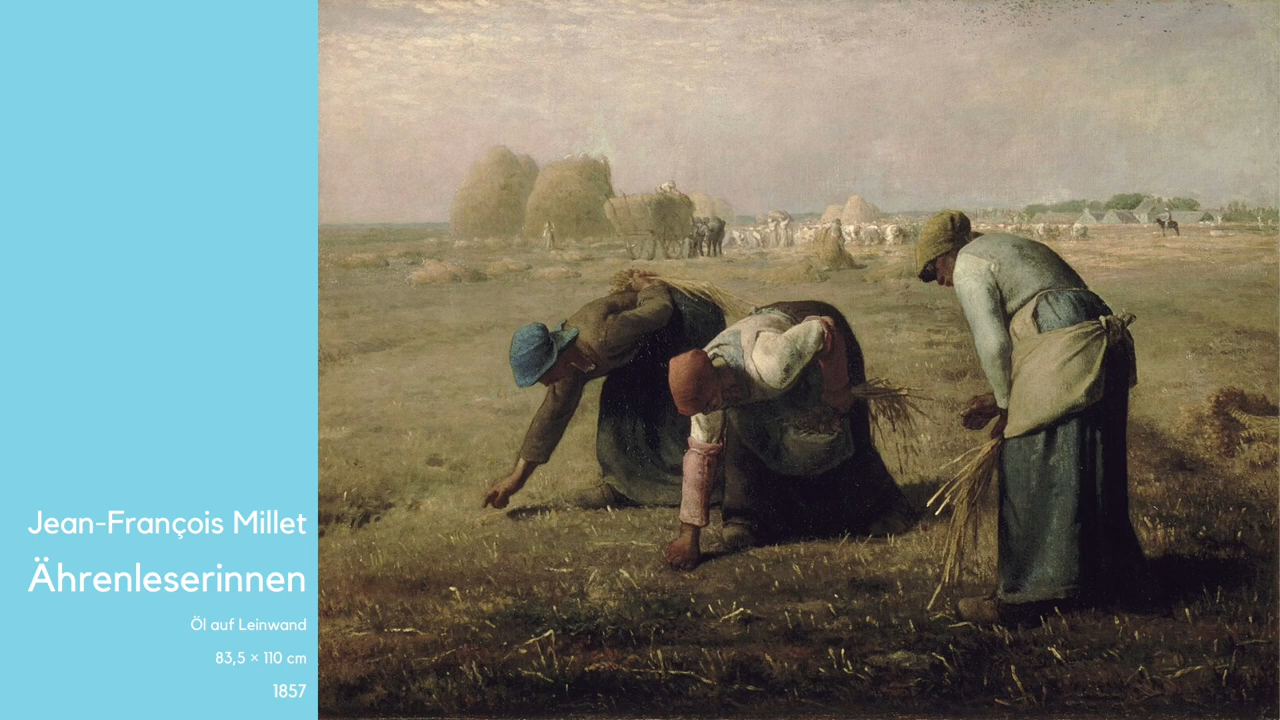 Jean-François Millet
Ährenleserinnen
Öl auf Leinwand
83,5 × 110 cm
1857